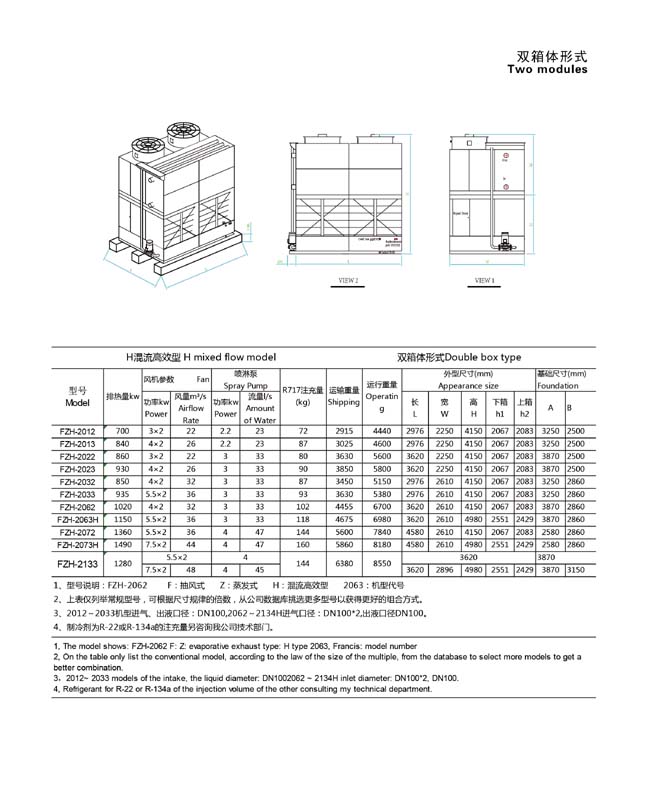 双箱体形式
Two modules
VIEW 2
VIEW 1
H混流高效型 H mixed flow model 双箱体形式Double box type
型号 Model 排热量kw 风机参数 Fan 喷淋泵 Spray Pump R717注充量 (kg) 运输重量 Shipping 运行重量 Operating 外型尺寸(mm) Appearance size 基础尺寸(mm) Foundation
功率kw Power 风量m³/s Airflow Rate 功率kw Power 流量l/s Amount of Water 长 L 宽 W 高 H 下箱 h1 上箱 h2 A B
FZH-2012 700 3×2 22 2.2 23 72 2915 4440 2976 2250 4150 2067 2083 3250 2500
FZH-2013 840 4×2 26 2.2 23 87 3025 4600 2976 2250 4150 2067 2083 3250 2500
FZH-2022 860 3×2 22 3 33 80 3630 5600 3620 2250 4150 2067 2083 3870 2500
FZH-2023 930 4×2 26 3 33 90 3850 5800 3620 2250 4150 2067 2083 3870 2500
FZH-2032 850 4×2 32 3 33 87 3450 5150 2976 2610 4150 2067 2083 3250 2860
FZH-2033 935 5.5×2 36 3 33 93 3630 5380 2976 2610 4150 2067 2083 3250 2860
FZH-2062 1020 4×2 32 3 33 102 4455 6700 3620 2610 4150 2067 2083 3870 2860
FZH-2063H 1150 5.5×2 36 3 33 118 4675 6980 3620 2610 4980 2551 2429 3870 2860
FZH-2072 1360 5.5×2 36 4 47 144 5600 7840 4580 2610 4150 2067 2083 2580 2860
FZH-2073H 1490 7.5×2 44 4 47 160 5860 8180 4580 2610 4980 2551 2429 2580 2860
FZH-2133 1280 5.5×2 4 144 6380 8550 3620 3870
7.5×2 48 4 45 3620 2896 4980 2551 2429 3870 3150
1、型号说明：FZH-2062 F：抽风式 Z：蒸发式 H：混流高效型 2063：机型代号
2、上表仅列举常规型号，可根据尺寸规律的倍数，从公司数据库挑选更多型号以获得更好的组合方式。
3、2012～2033机型进气、出液口径：DN100,2062～2134H进气口径：DN100*2,出液口径DN100。
4、制冷剂为R-22或R-134a的注充量另咨询我公司技术部门。
1, The model shows: FZH-2062 F: Z: evaporative exhaust type: H type 2063, Francis: model number
2, On the table only list the conventional model, according to the law of the size of the multiple, from the database to select more models to get a
better combination.
3、2012~ 2033 models of the intake, the liquid diameter: DN1002062 ~ 2134H inlet diameter: DN100*2, DN100.
4, Refrigerant for R-22 or R-134a of the injection volume of the other consulting my technical department.